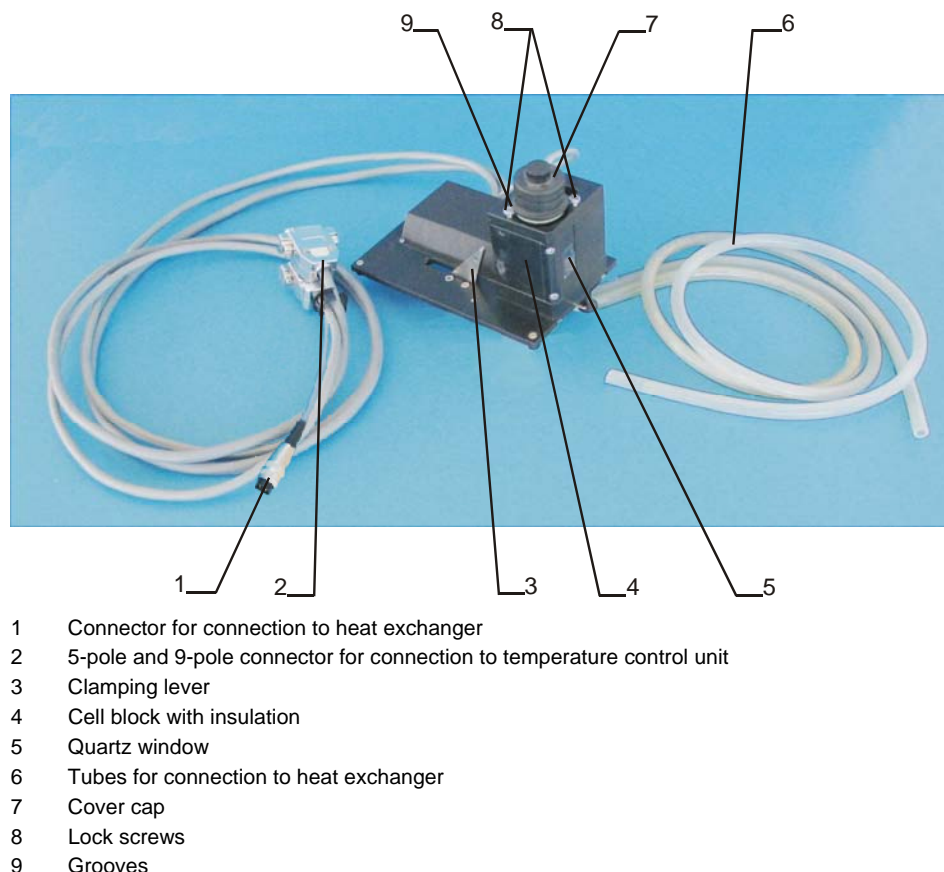 9 8 7 6
1 2 3 4 5
1 Connector for connection to heat exchanger
2 5-pole and 9-pole connector for connection to temperature control unit
3 Clamping lever
4 Cell block with insulation
5 Quartz window
6 Tubes for connection to heat exchanger
7 Cover cap
8 Lock screws
9 Grooves